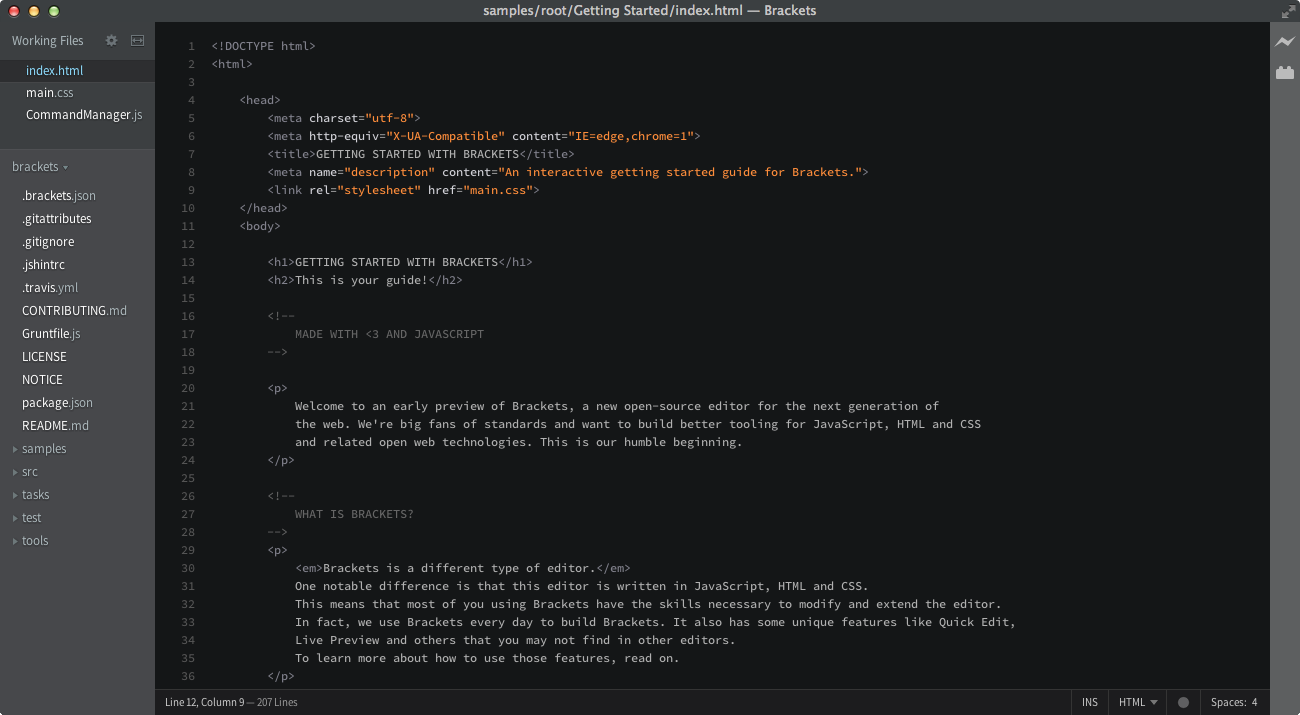 samples/root/Getting Started/index.html — Brackets
Working Files
index.html
main.css
CommandManager.js
brackets
.brackets.json
.gitattributes
.gitignore
.jshintrc
.travis.yml
CONTRIBUTING.md
Gruntfile.js
LICENSE
NOTICE
package.json
README.md
samples
src
tasks
test
tools
1 <!DOCTYPE html>
2 <html>
3
4 <head>
5 <meta charset="utf-8">
6 <meta http-equiv="X-UA-Compatible" content="IE=edge,chrome=1">
7 <title>GETTING STARTED WITH BRACKETS</title>
8 <meta name="description" content="An interactive getting started guide for Brackets.">
9 <link rel="stylesheet" href="main.css">
10 </head>
11 <body>
12
13 <h1>GETTING STARTED WITH BRACKETS</h1>
14 <h2>This is your guide!</h2>
15
16 <!--
17 MADE WITH <3 AND JAVASCRIPT
18 -->
19
20 <p>
21 Welcome to an early preview of Brackets, a new open-source editor for the next generation of
22 the web. We're big fans of standards and want to build better tooling for JavaScript, HTML and CSS
23 and related open web technologies. This is our humble beginning.
24 </p>
25
26 <!--
27 WHAT IS BRACKETS?
28 -->
29 <p>
30 <em>Brackets is a different type of editor.</em>
31 One notable difference is that this editor is written in JavaScript, HTML and CSS.
32 This means that most of you using Brackets have the skills necessary to modify and extend the editor.
33 In fact, we use Brackets every day to build Brackets. It also has some unique features like Quick Edit,
34 Live Preview and others that you may not find in other editors.
35 To learn more about how to use those features, read on.
36 </p>
Line 12, Column 9 — 207 Lines
INS
HTML
Spaces: 4